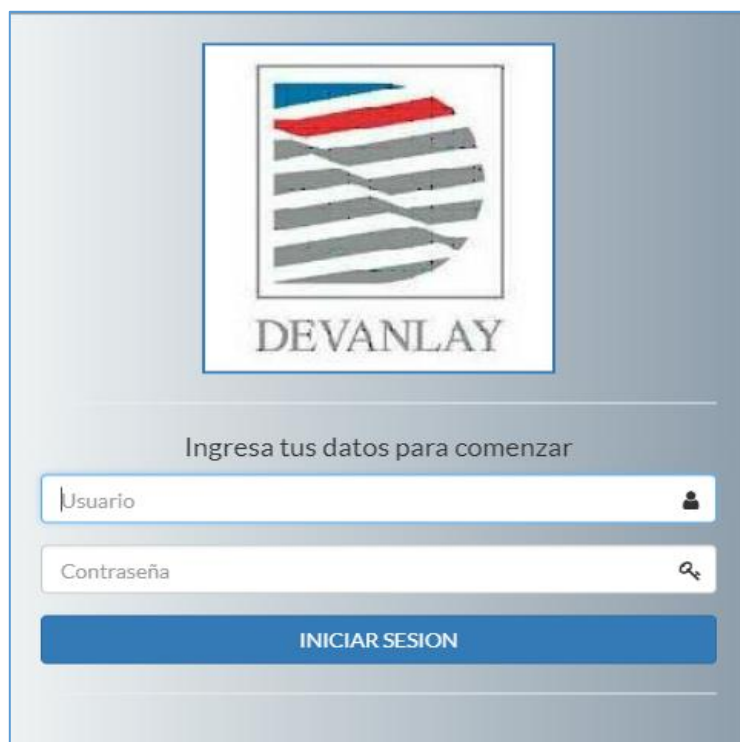 DEVANLAY
Ingresa tus datos para comenzar
Usuario
Contraseña
INICIAR SESION